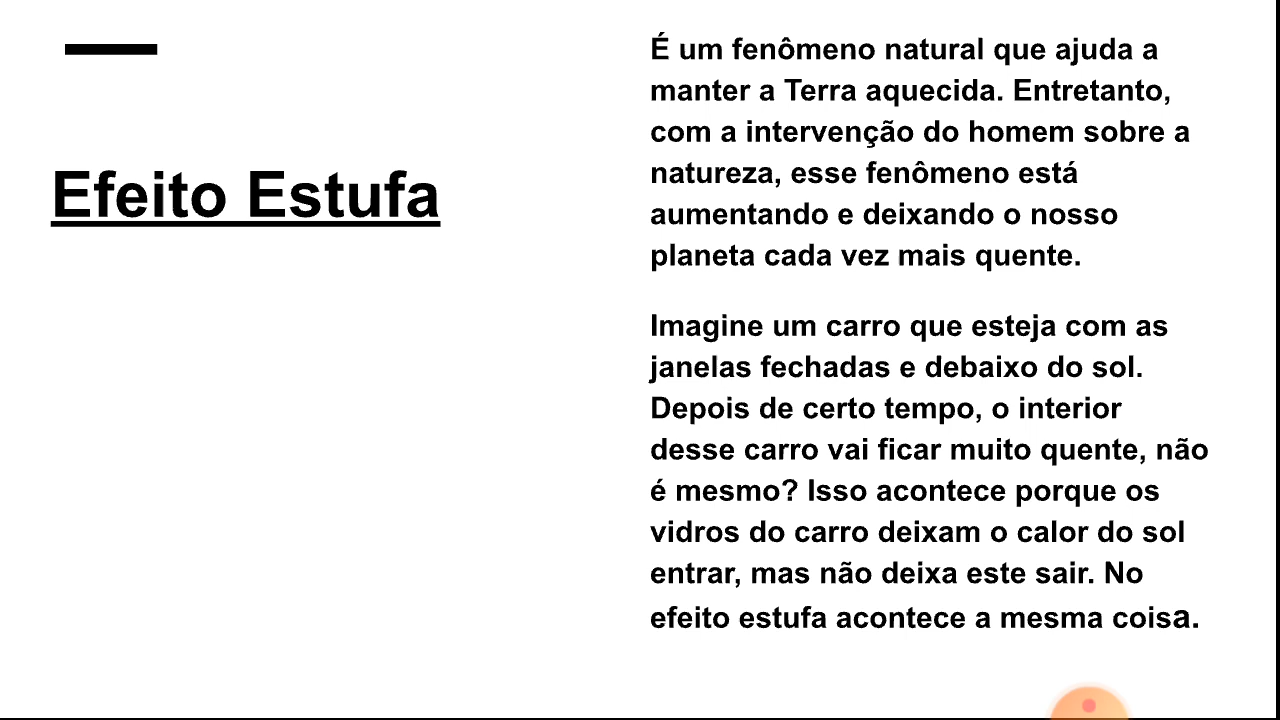 Efeito Estufa
É um fenômeno natural que ajuda a
manter a Terra aquecida. Entretanto,
com a intervenção do homem sobre a
natureza, esse fenômeno está
aumentando e deixando o nosso
planeta cada vez mais quente.
Imagine um carro que esteja com as
janelas fechadas e debaixo do sol.
Depois de certo tempo, o interior
desse carro vai ficar muito quente, não
é mesmo? Isso acontece porque os
vidros do carro deixam o calor do sol
entrar, mas não deixa este sair. No
efeito estufa acontece a mesma coisa.